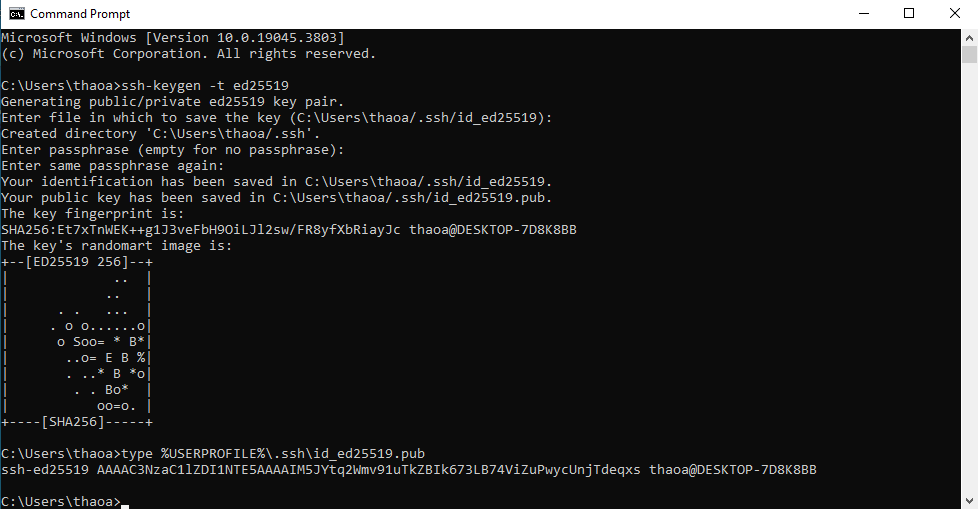 Command Prompt
Microsoft Windows [Version 10.0.19045.3803]
(c) Microsoft Corporation. All rights reserved.
C:\Users\thaoa>ssh-keygen -t ed25519
Generating public/private ed25519 key pair.
Enter file in which to save the key (C:\Users\thaoa/.ssh/id_ed25519):
Created directory 'C:\Users\thaoa/.ssh'.
Enter passphrase (empty for no passphrase):
Enter same passphrase again:
Your identification has been saved in C:\Users\thaoa/.ssh/id_ed25519.
Your public key has been saved in C:\Users\thaoa/.ssh/id_ed25519.pub.
The key fingerprint is:
SHA256:Et7xTnWEK++g1J3veFbH9OiLJl2sw/FR8yfXbRiayJc thaoa@DESKTOP-7D8K8BB
The key's randomart image is:
+--[ED25519 256]--+
|             ..  |
|            ..   |
|      . .   ...  |
|     . o o......o|
|      o Soo= * B*|
|       ..o= E B %|
|       . ..* B *o|
|        . . Bo*  |
|           oo=o. |
+----[SHA256]-----+
C:\Users\thaoa>type %USERPROFILE%\.ssh\id_ed25519.pub
ssh-ed25519 AAAAC3NzaC1lZDI1NTE5AAAAIM5JYtq2Wmv91uTkZBIk673LB74ViZuPwycUnjTdeqxs thaoa@DESKTOP-7D8K8BB
C:\Users\thaoa>